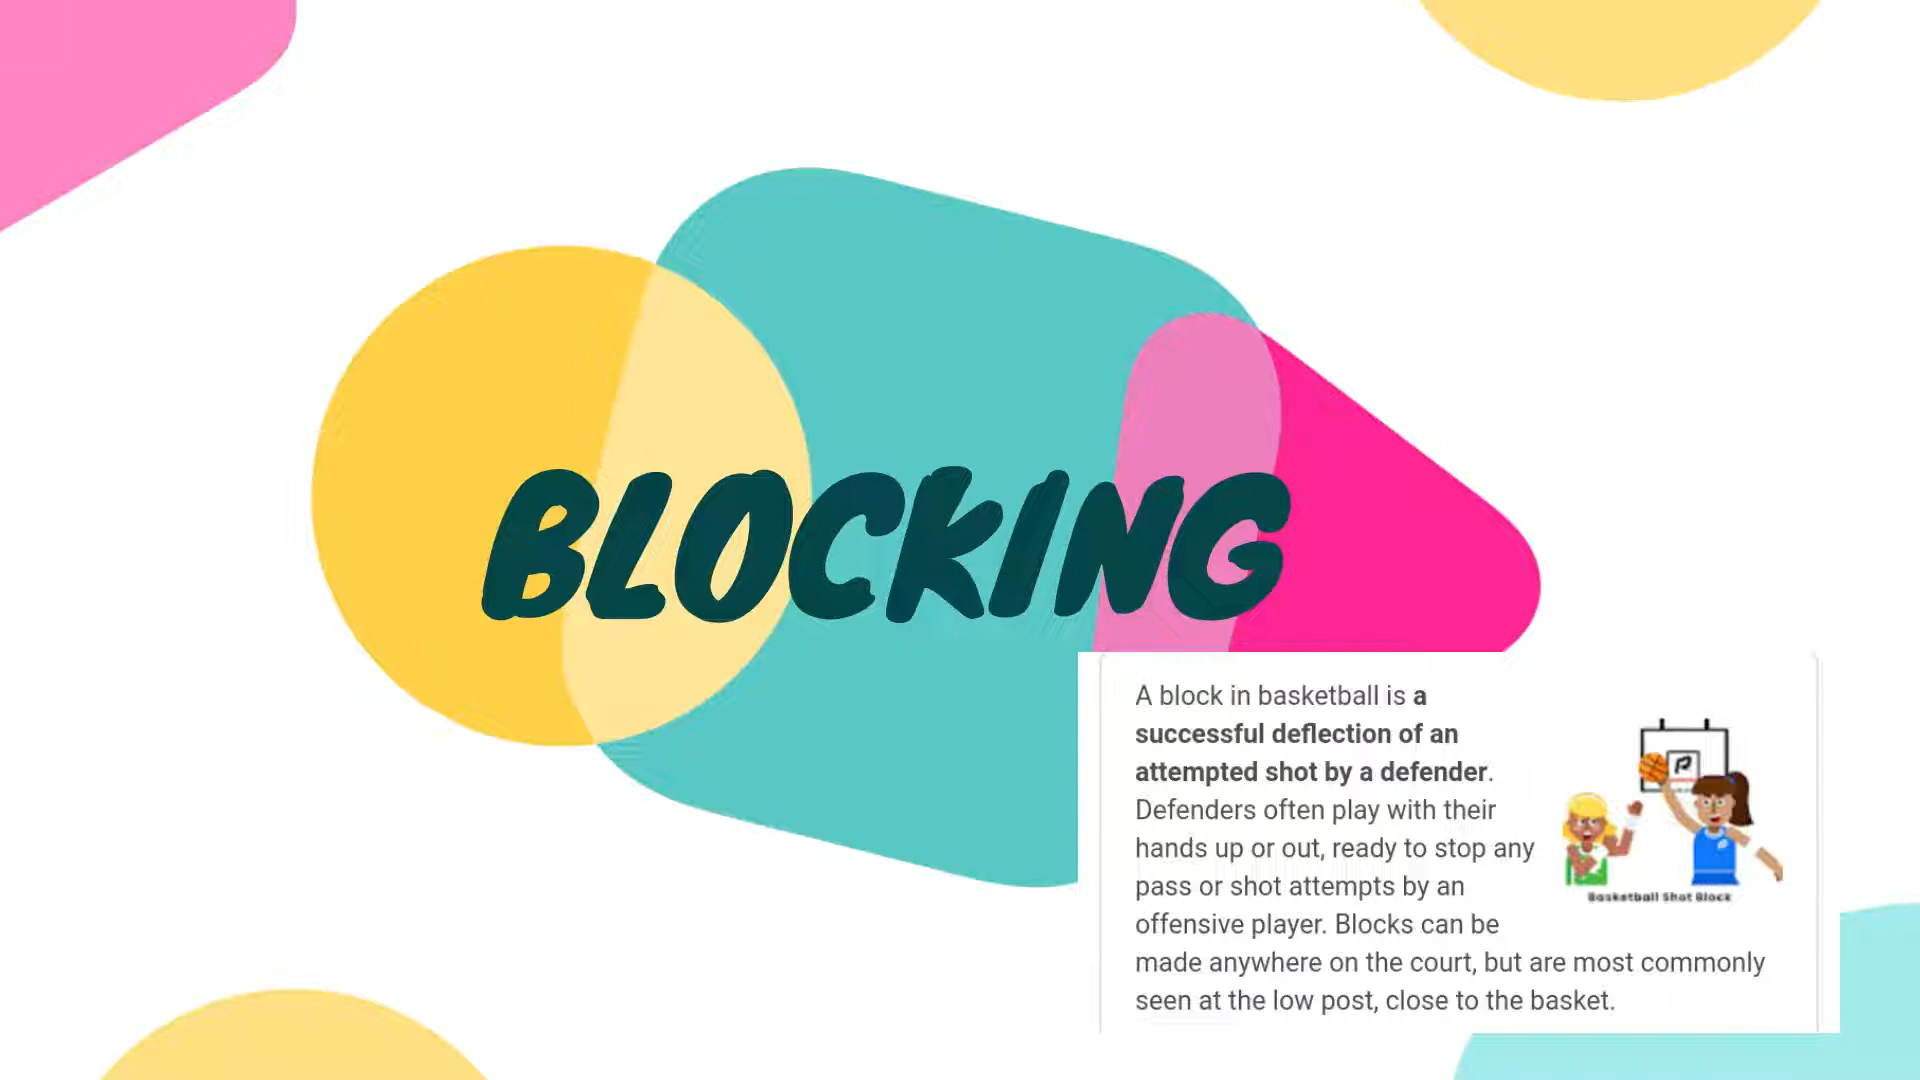 BLOCKING
A block in basketball is a
successful deflection of an
attempted shot by a defender.
Defenders often play with their
hands up or out, ready to stop any
pass or shot attempts by an
offensive player. Blocks can be
made anywhere on the court, but are most commonly
seen at the low post, close to the basket.
Basketball Shot Block